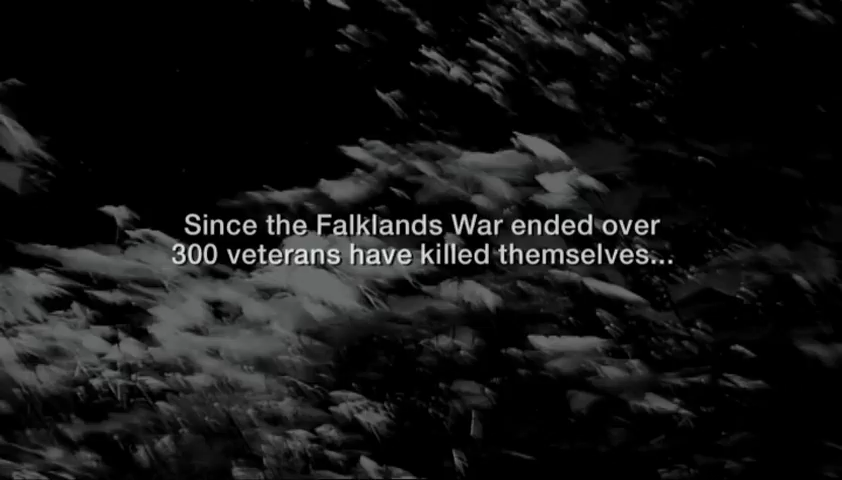 Since the Falklands War ended over
300 veterans have killed themselves...